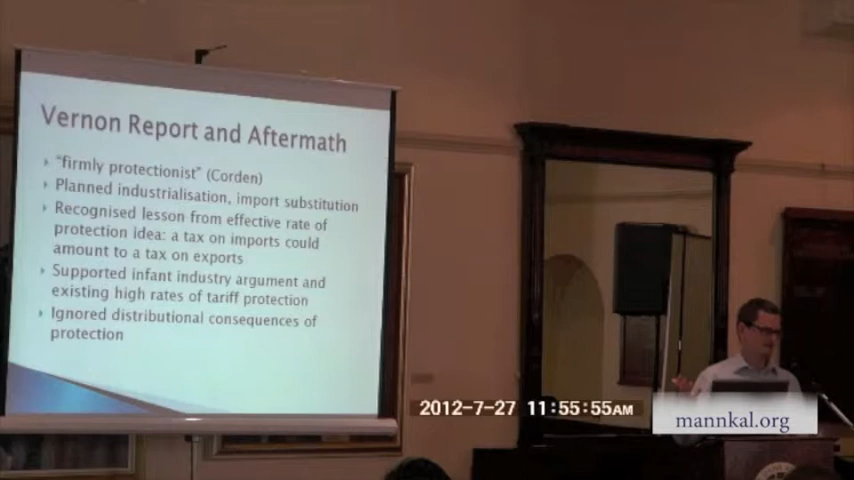 Vernon Report and Aftermath
"firmly protectionist" (Corden)
Planned industrialisation, import substitution
Recognised lesson from effective rate of
protection idea: a tax on imports could
amount to a tax on exports
Supported infant industry argument and
existing high rates of tariff protection
Ignored distributional consequences of
protection
2012-7-27 11:55:55AM
mannkal.org